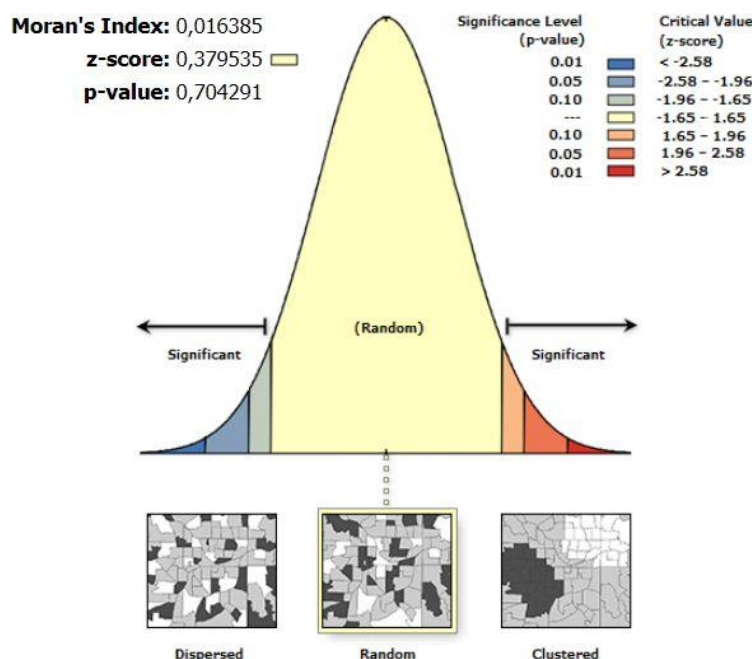 Moran's Index: 0,016385
z-score: 0,379535
p-value: 0,704291
Significance Level
(p-value)
Critical Value
(z-score)
0.01 < -2.58
0.05 -2.58 – -1.96
0.10 -1.96 – -1.65
--- -1.65 – 1.65
0.10 1.65 – 1.96
0.05 1.96 – 2.58
0.01 > 2.58
(Random)
Significant
Significant
Dispersed
Random
Clustered